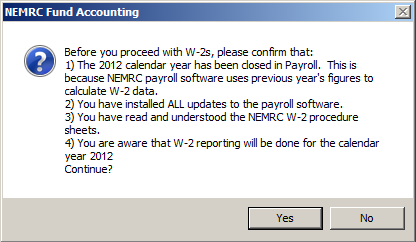 NEMRC Fund Accounting
Before you proceed with W-2s, please confirm that:
1) The 2012 calendar year has been closed in Payroll.  This is
because NEMRC payroll software uses previous year's figures to
calculate W-2 data.
2) You have installed ALL updates to the payroll software.
3) You have read and understood the NEMRC W-2 procedure
sheets.
4) You are aware that W-2 reporting will be done for the calendar
year 2012
Continue?
Yes
No